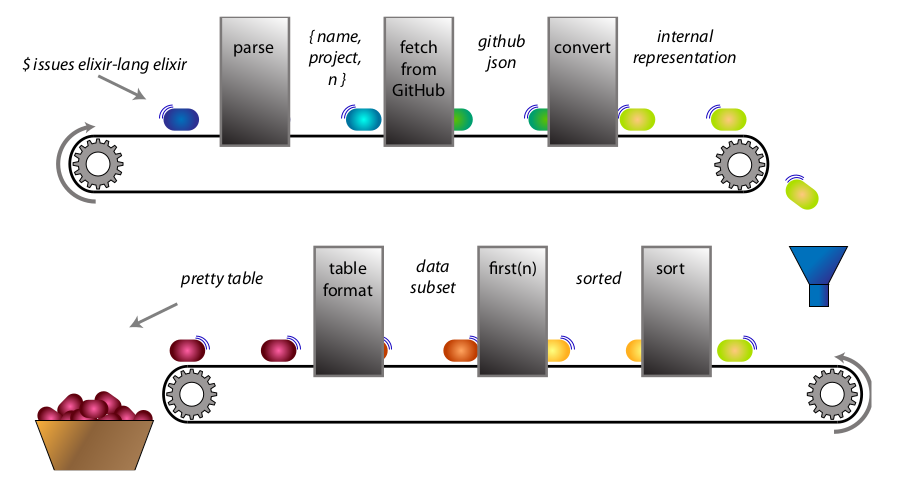 $ issues elixir-lang elixir
parse
{ name,
project,
n }
fetch
from
GitHub
github
json
convert
internal
representation
pretty table
table
format
data
subset
first(n)
sorted
sort